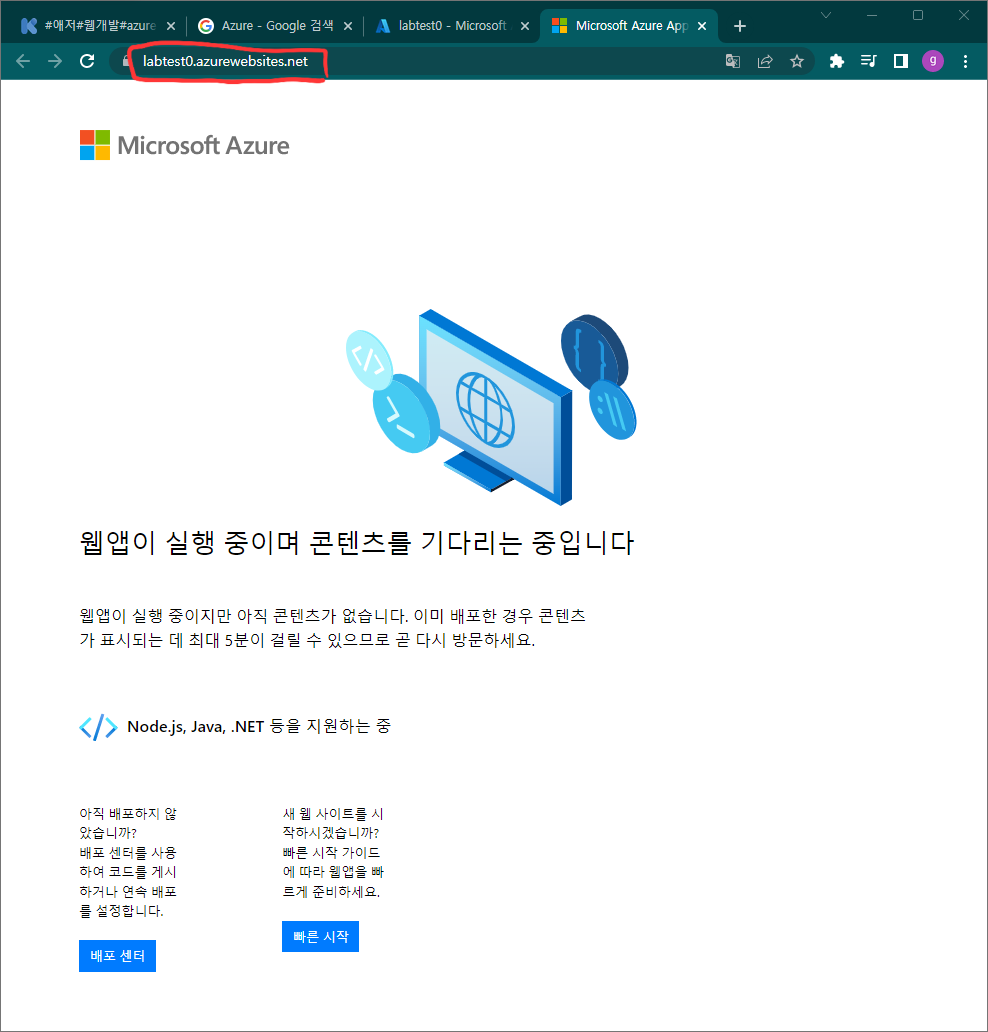 #애저#웹개발#azure
Azure - Google 검색
labtest0 - Microsoft
Microsoft Azure App
labtest0.azurewebsites.net
g
Microsoft Azure
웹앱이 실행 중이며 콘텐츠를 기다리는 중입니다
웹앱이 실행 중이지만 아직 콘텐츠가 없습니다. 이미 배포한 경우 콘텐츠
가 표시되는 데 최대 5분이 걸릴 수 있으므로 곧 다시 방문하세요.
Node.js, Java, .NET 등을 지원하는 중
아직 배포하지 않
았습니까?
배포 센터를 사용
하여 코드를 게시
하거나 연속 배포
를 설정합니다.
배포 센터
새 웹 사이트를 시
작하시겠습니까?
빠른 시작 가이드
에 따라 웹앱을 빠
르게 준비하세요.
빠른 시작